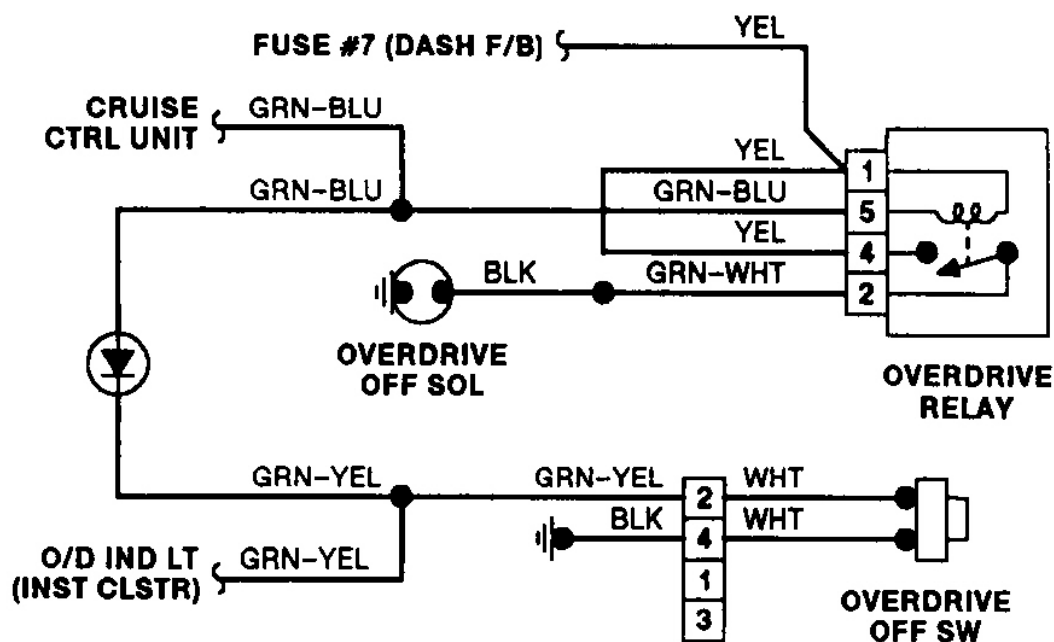 YEL
FUSE #7 (DASH F/B)
CRUISE
CTRL UNIT
GRN-BLU
YEL
1
GRN-BLU
GRN-BLU
5
YEL
4
BLK
GRN-WHT
2
OVERDRIVE
OFF SOL
OVERDRIVE
RELAY
GRN-YEL
GRN-YEL
2
WHT
BLK
4
WHT
O/D IND LT
(INST CLSTR)
GRN-YEL
1
3
OVERDRIVE
OFF SW